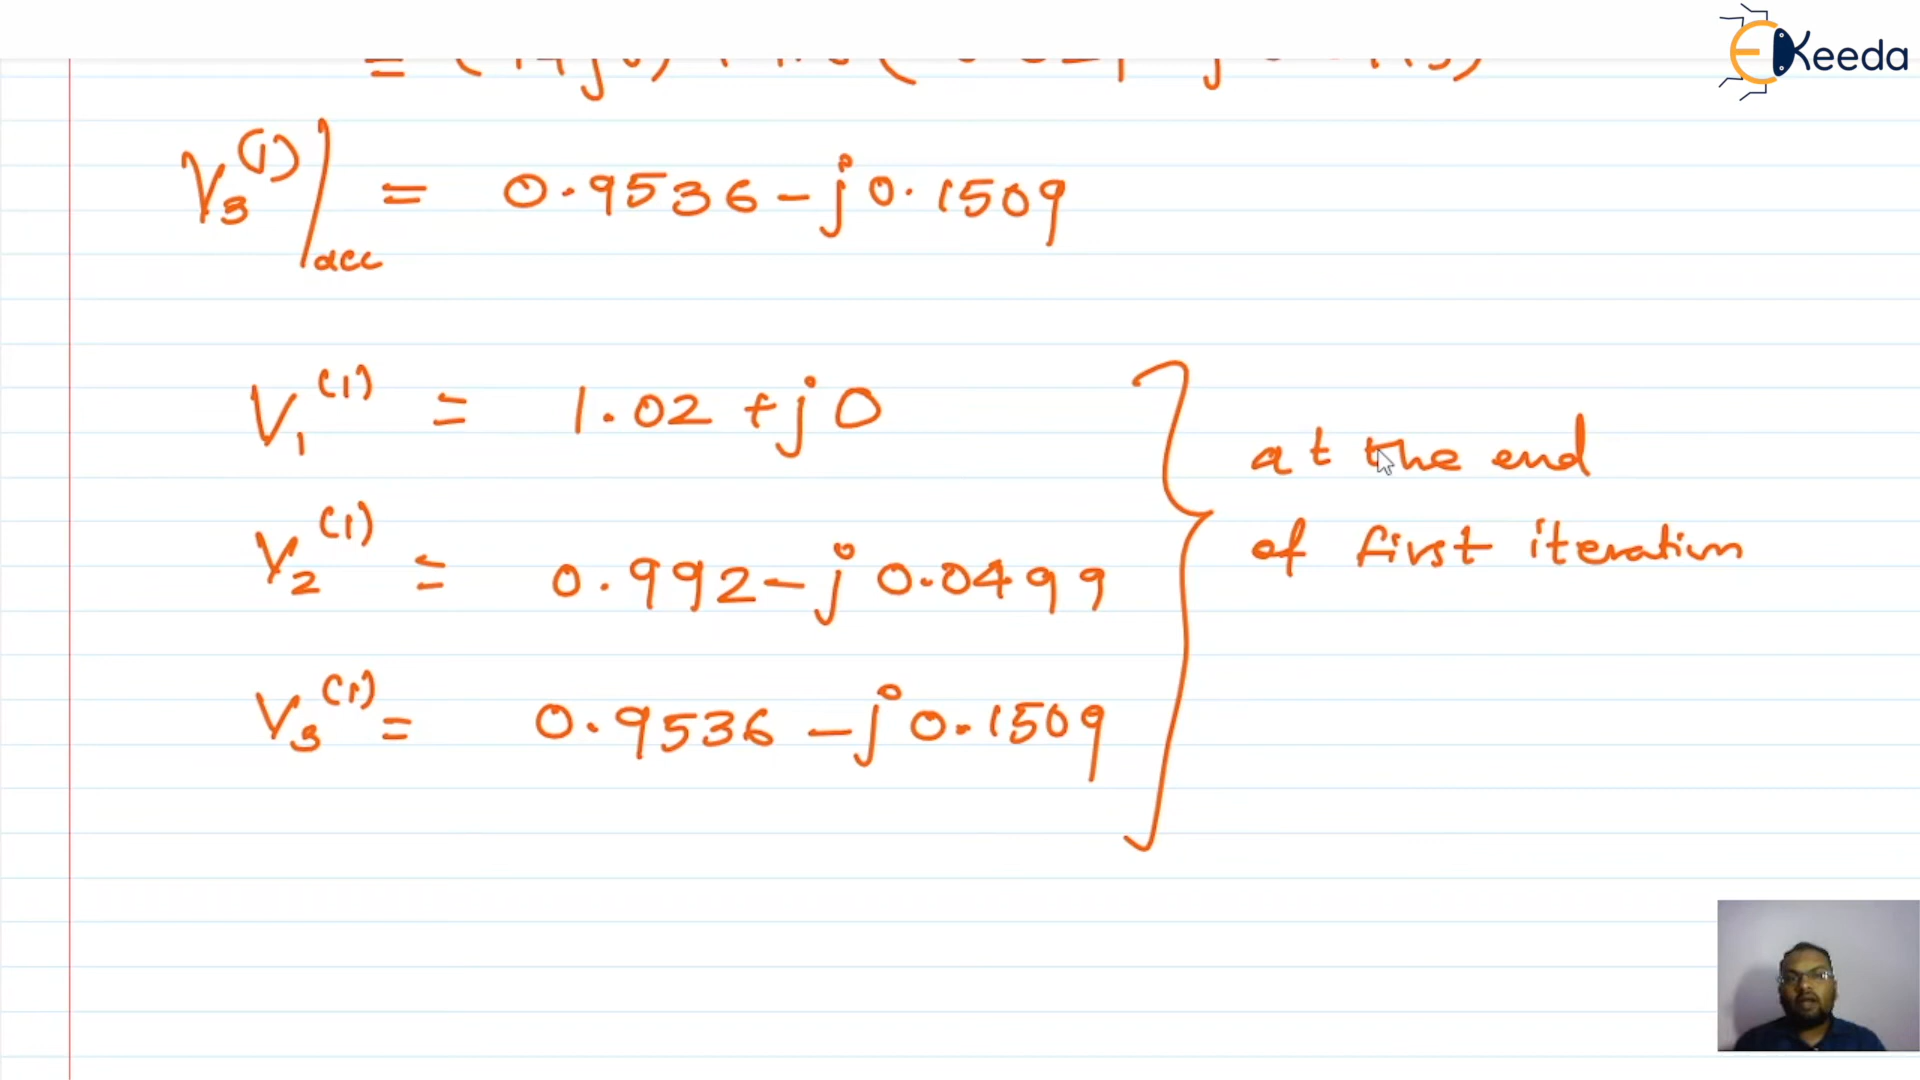 EKeeda
V₃⁽¹⁾|acc = 0.9536 - j0.1509
V₁⁽¹⁾ = 1.02 + j0
V₂⁽¹⁾ = 0.992 - j0.0499
V₃⁽¹⁾ = 0.9536 - j0.1509
at the end
of first iteration